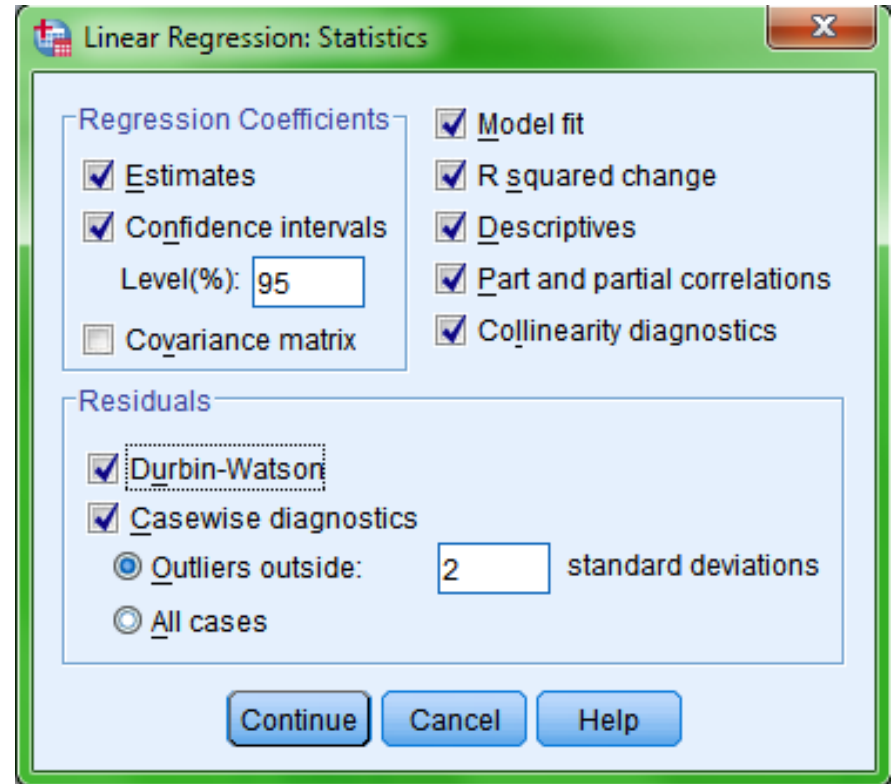 Linear Regression: Statistics
X
Regression Coefficients
Estimates
Confidence intervals
Level(%): 95
Covariance matrix
Model fit
R squared change
Descriptives
Part and partial correlations
Collinearity diagnostics
Residuals
Durbin-Watson
Casewise diagnostics
Outliers outside: 2 standard deviations
All cases
Continue Cancel Help